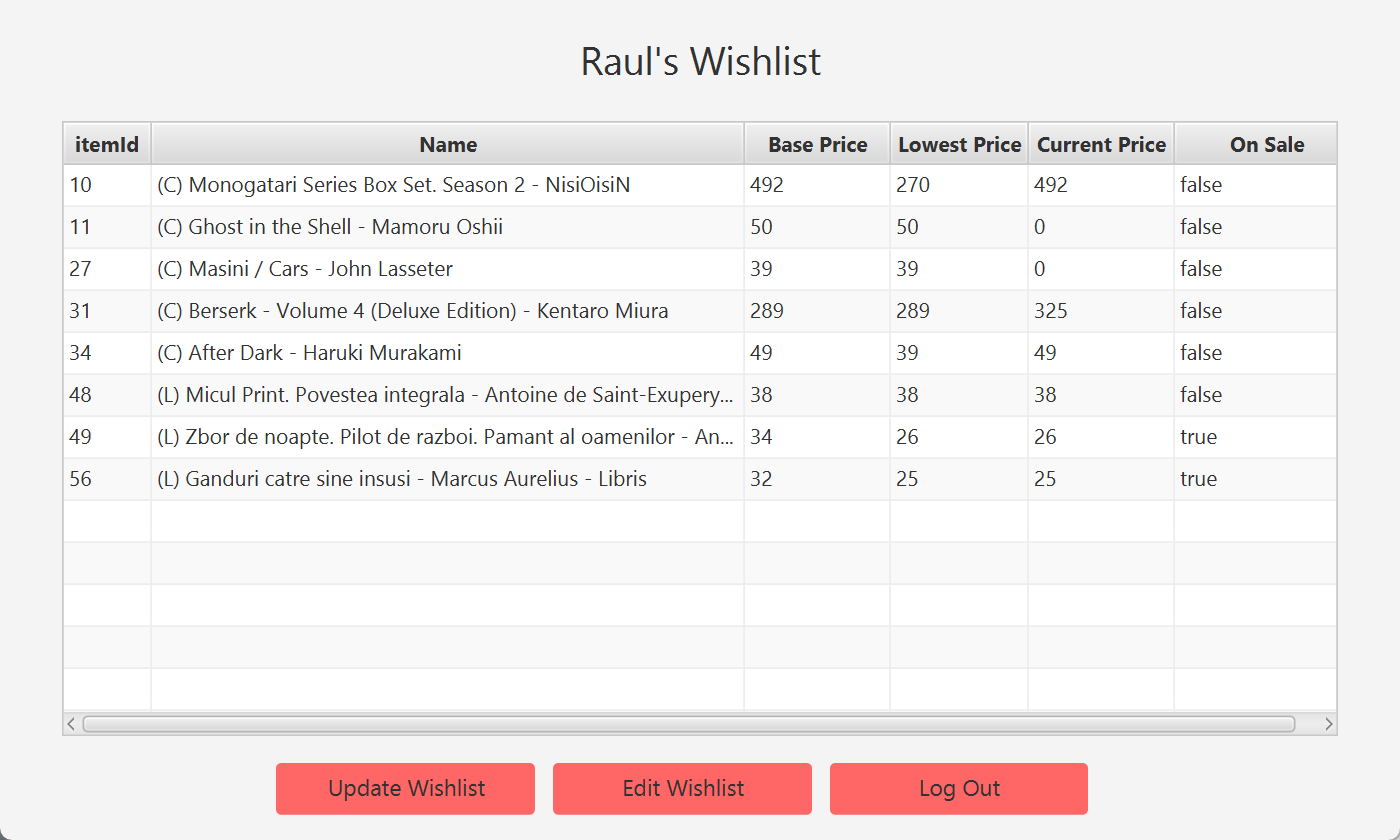 Raul's Wishlist
itemId Name Base Price Lowest Price Current Price On Sale
10 (C) Monogatari Series Box Set. Season 2 - NisiOisiN 492 270 492 false
11 (C) Ghost in the Shell - Mamoru Oshii 50 50 0 false
27 (C) Masini / Cars - John Lasseter 39 39 0 false
31 (C) Berserk - Volume 4 (Deluxe Edition) - Kentaro Miura 289 289 325 false
34 (C) After Dark - Haruki Murakami 49 39 49 false
48 (L) Micul Print. Povestea integrala - Antoine de Saint-Exupery... 38 38 38 false
49 (L) Zbor de noapte. Pilot de razboi. Pamant al oamenilor - An... 34 26 26 true
56 (L) Ganduri catre sine insusi - Marcus Aurelius - Libris 32 25 25 true
Update Wishlist Edit Wishlist Log Out